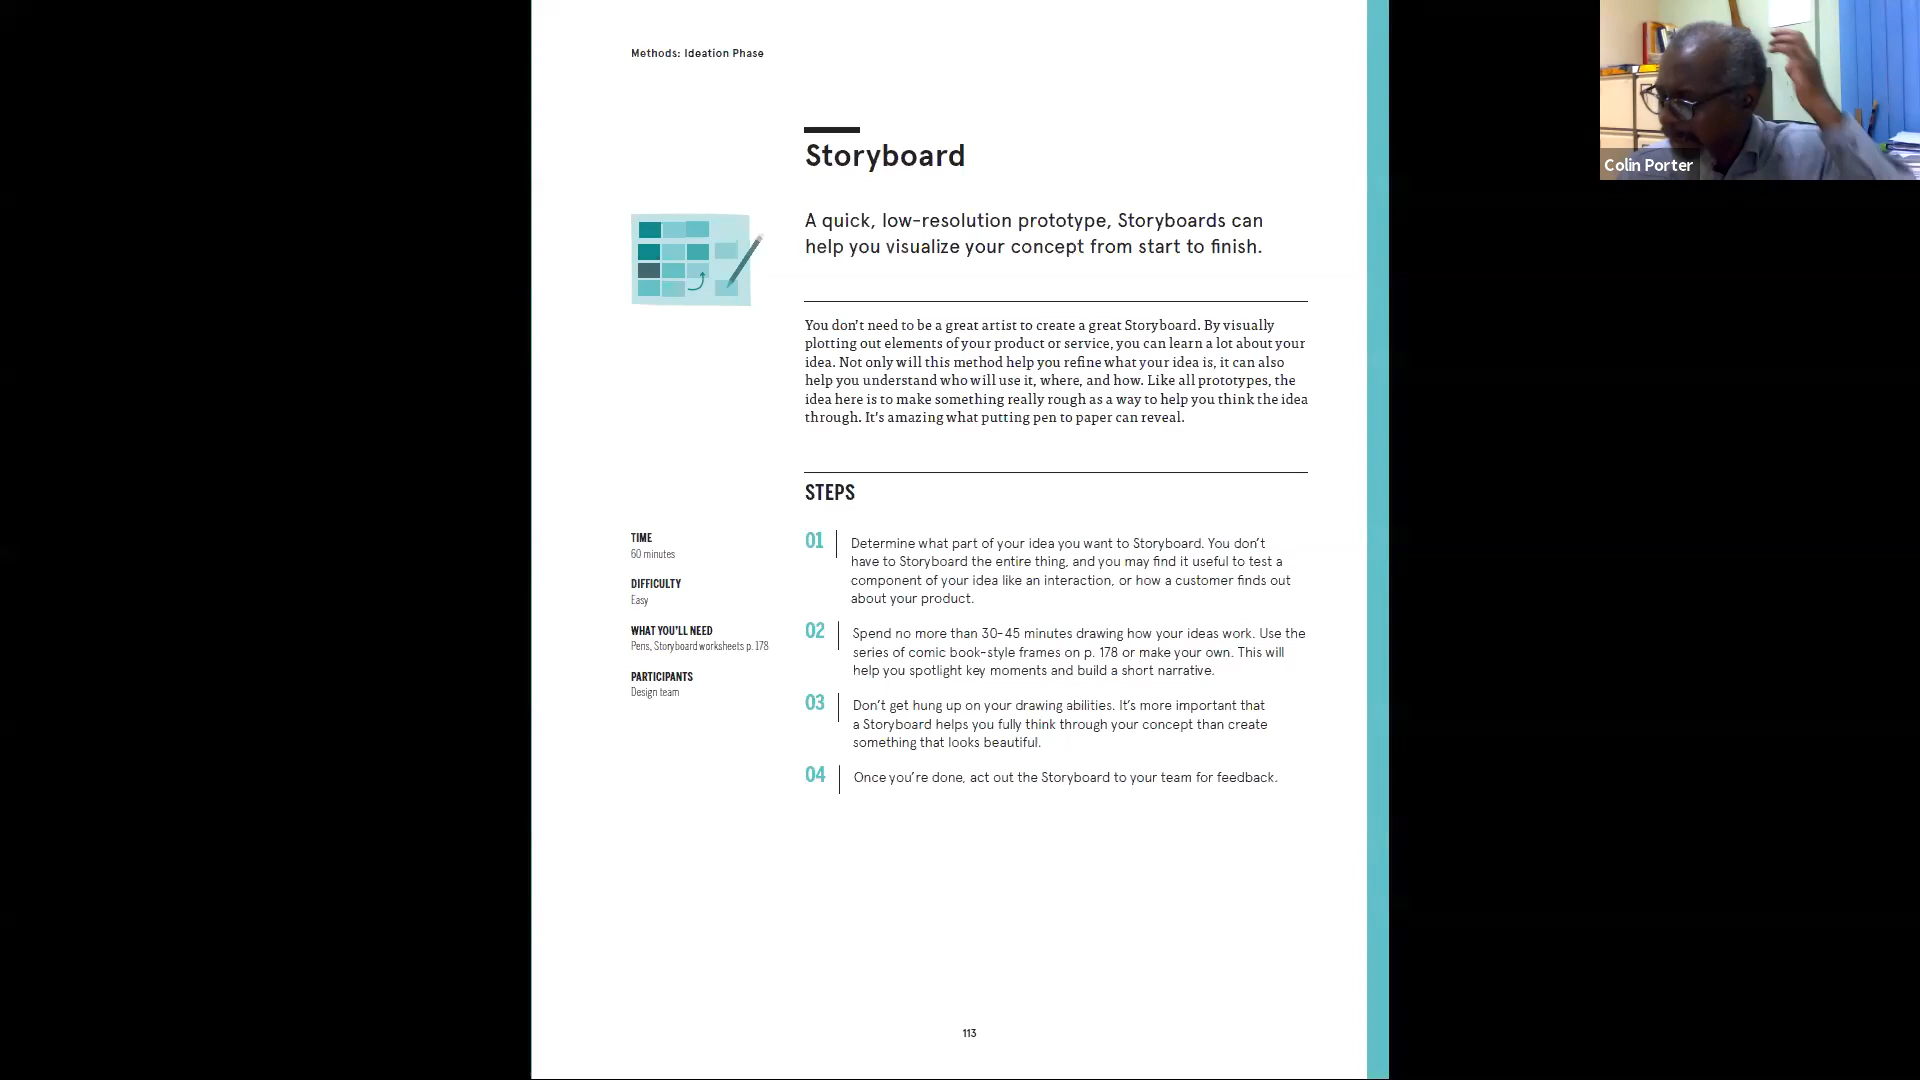 Methods: Ideation Phase
Storyboard
A quick, low-resolution prototype, Storyboards can
help you visualize your concept from start to finish.
You don't need to be a great artist to create a great Storyboard. By visually
plotting out elements of your product or service, you can learn a lot about your
idea. Not only will this method help you refine what your idea is, it can also
help you understand who will use it, where, and how. Like all prototypes, the
idea here is to make something really rough as a way to help you think the idea
through. It's amazing what putting pen to paper can reveal.
STEPS
TIME
60 minutes
DIFFICULTY
Easy
WHAT YOU'LL NEED
Pens, Storyboard worksheets p. 178
PARTICIPANTS
Design team
01
Determine what part of your idea you want to Storyboard. You don't
have to Storyboard the entire thing, and you may find it useful to test a
component of your idea like an interaction, or how a customer finds out
about your product.
02
Spend no more than 30-45 minutes drawing how your ideas work. Use the
series of comic book-style frames on p. 178 or make your own. This will
help you spotlight key moments and build a short narrative.
03
Don't get hung up on your drawing abilities. It's more important that
a Storyboard helps you fully think through your concept than create
something that looks beautiful.
04
Once you're done, act out the Storyboard to your team for feedback.
113
Colin Porter